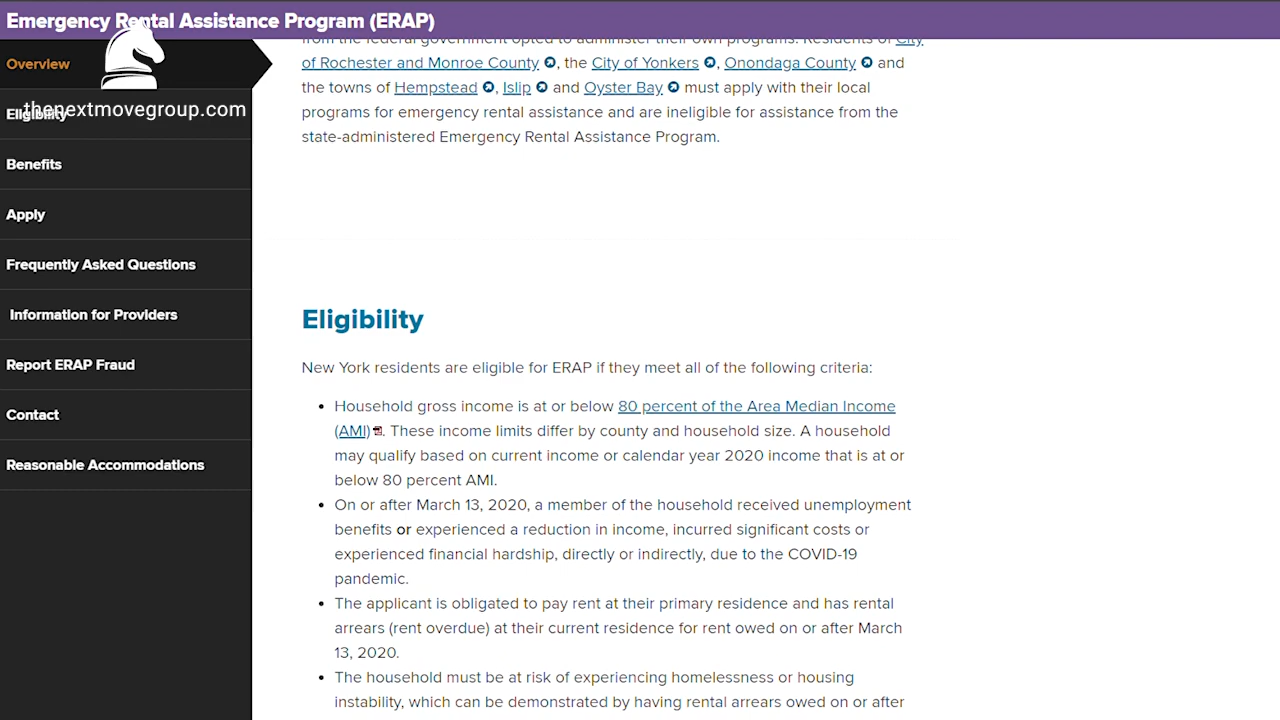 Emergency Rental Assistance Program (ERAP)
Overview
thenextmovegroup.com
Eligibility
Benefits
Apply
Frequently Asked Questions
Information for Providers
Report ERAP Fraud
Contact
Reasonable Accommodations
from the federal government opted to administer their own programs. Residents of City
of Rochester and Monroe County, the City of Yonkers, Onondaga County and
the towns of Hempstead, Islip and Oyster Bay must apply with their local
programs for emergency rental assistance and are ineligible for assistance from the
state-administered Emergency Rental Assistance Program.
Eligibility
New York residents are eligible for ERAP if they meet all of the following criteria:
• Household gross income is at or below 80 percent of the Area Median Income
(AMI). These income limits differ by county and household size. A household
may qualify based on current income or calendar year 2020 income that is at or
below 80 percent AMI.
• On or after March 13, 2020, a member of the household received unemployment
benefits or experienced a reduction in income, incurred significant costs or
experienced financial hardship, directly or indirectly, due to the COVID-19
pandemic.
• The applicant is obligated to pay rent at their primary residence and has rental
arrears (rent overdue) at their current residence for rent owed on or after March
13, 2020.
• The household must be at risk of experiencing homelessness or housing
instability, which can be demonstrated by having rental arrears owed on or after